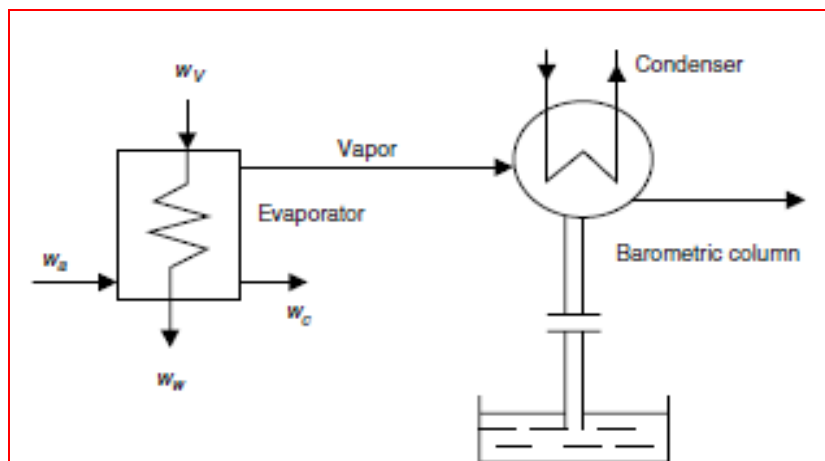 w_V
Condenser
Vapor
Evaporator
w_a
Barometric column
w_c
w_w